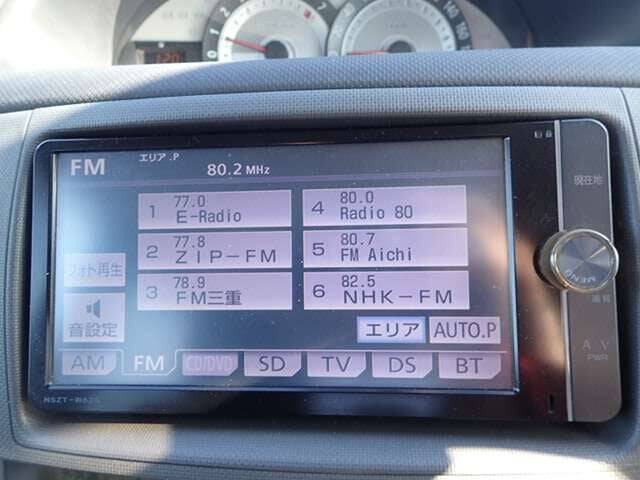 FM
エリア.P
80.2 MHz
1 77.0 E-Radio
2 77.8 ZIP-FM
3 78.9 FM三重
4 80.0 Radio 80
5 80.7 FM Aichi
6 82.5 NHK-FM
フォト再生
音設定
エリア
AUTO.P
AM
FM
CD/DVD
SD
TV
DS
BT
現在地
MENU
AV
PWR